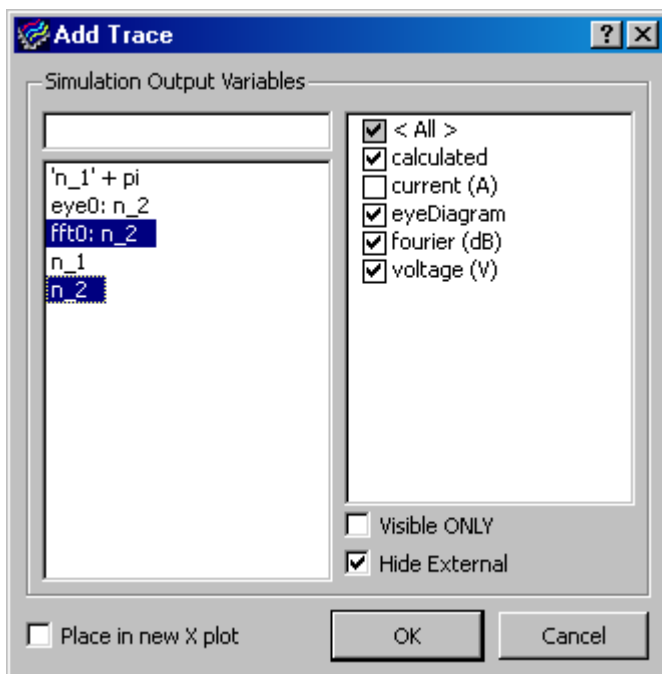 Add Trace
Simulation Output Variables
'n_1' + pi
eye0: n_2
fft0: n_2
n_1
n_2
< All >
calculated
current (A)
eyeDiagram
fourier (dB)
voltage (V)
Visible ONLY
Hide External
Place in new X plot
OK
Cancel